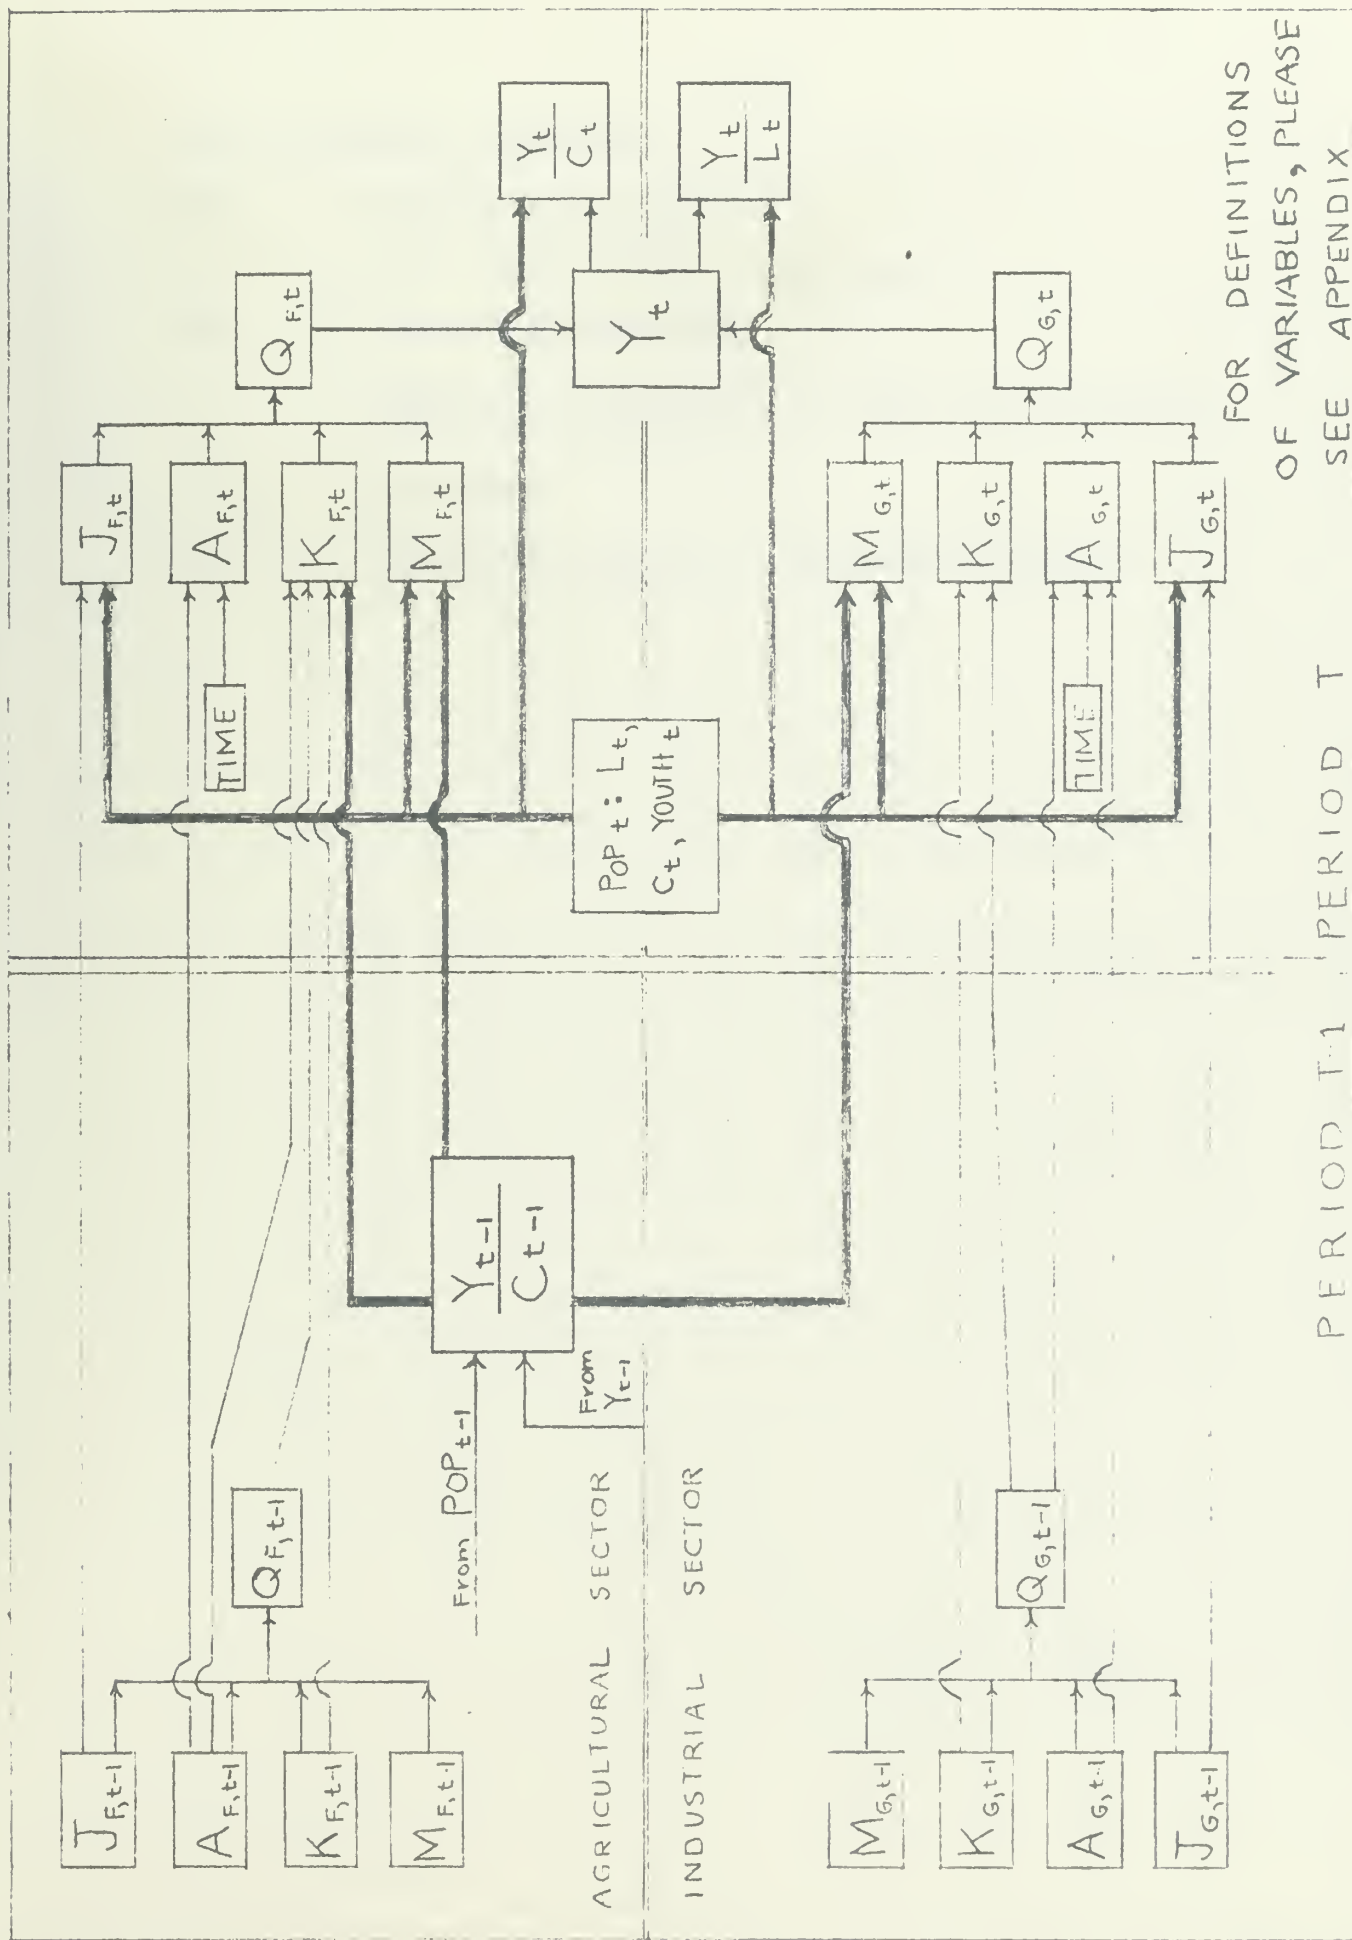 J F,t-1
A F,t-1
K F,t-1
M F,t-1
Q F,t-1
From POP t-1
From
Y t-1
Y t-1
C t-1
J F,t
A F,t
TIME
K F,t
M F,t
Q F,t
Y t
C t
POP t : L t,
C t, YOUTH t
Y t
Y t
L t
AGRICULTURAL SECTOR
INDUSTRIAL SECTOR
M G,t-1
K G,t-1
A G,t-1
J G,t-1
Q G,t-1
M G,t
K G,t
A G,t
TIME
J G,t
Q G,t
FOR DEFINITIONS
OF VARIABLES, PLEASE
SEE APPENDIX
PERIOD T-1
PERIOD T